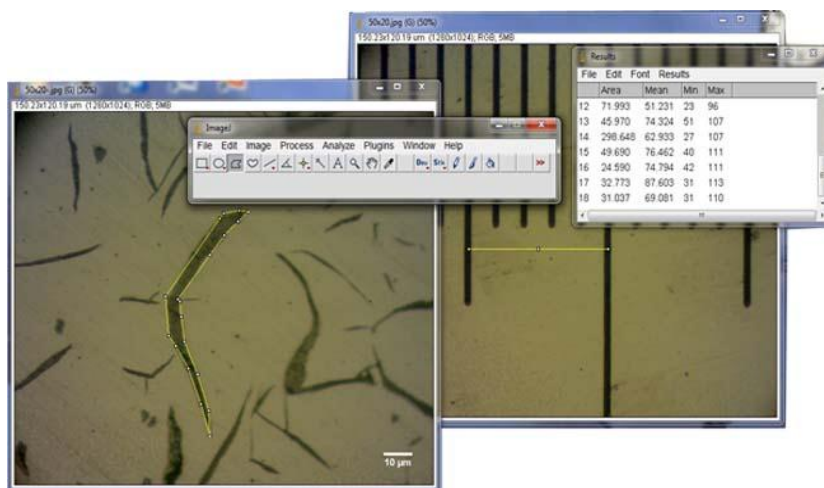 50x20.jpg (G) (50%)
150.23x120.19 um (1280x1024); RGB; 5MB
Results
File Edit Font Results
Area Mean Min Max
12 71.993 51.231 23 96
13 45.970 74.324 51 107
14 298.648 62.933 27 107
15 49.690 76.462 40 111
16 24.590 74.794 42 111
17 32.773 87.603 31 113
18 31.037 69.081 31 110
50x20-.jpg (G) (50%)
150.23x120.19 um (1280x1024); RGB; 5MB
ImageJ
File Edit Image Process Analyze Plugins Window Help
A Dev Stk
10 µm